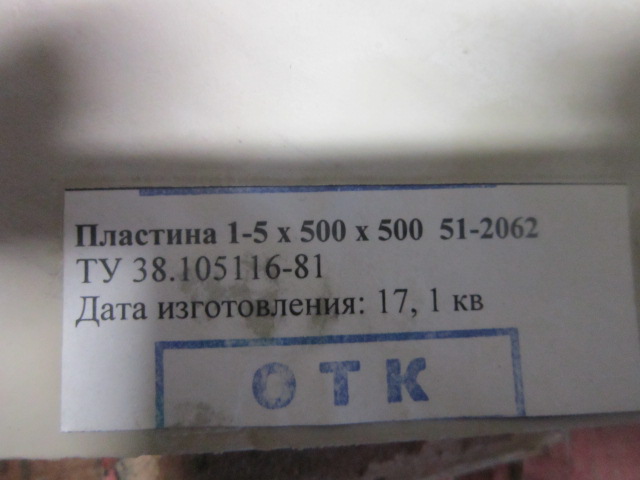 Пластина 1-5 х 500 х 500 51-2062
ТУ 38.105116-81
Дата изготовления: 17, 1 кв
ОТК